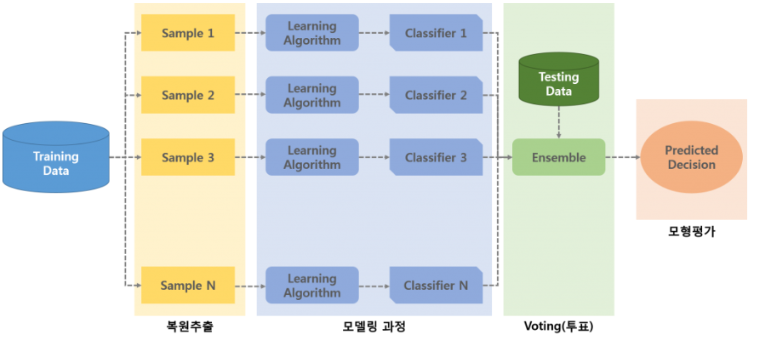 Training
Data
Sample 1
Learning
Algorithm
Classifier 1
Sample 2
Learning
Algorithm
Classifier 2
Sample 3
Learning
Algorithm
Classifier 3
Sample N
Learning
Algorithm
Classifier N
Testing
Data
Ensemble
Predicted
Decision
복원추출
모델링 과정
Voting(투표)
모형평가